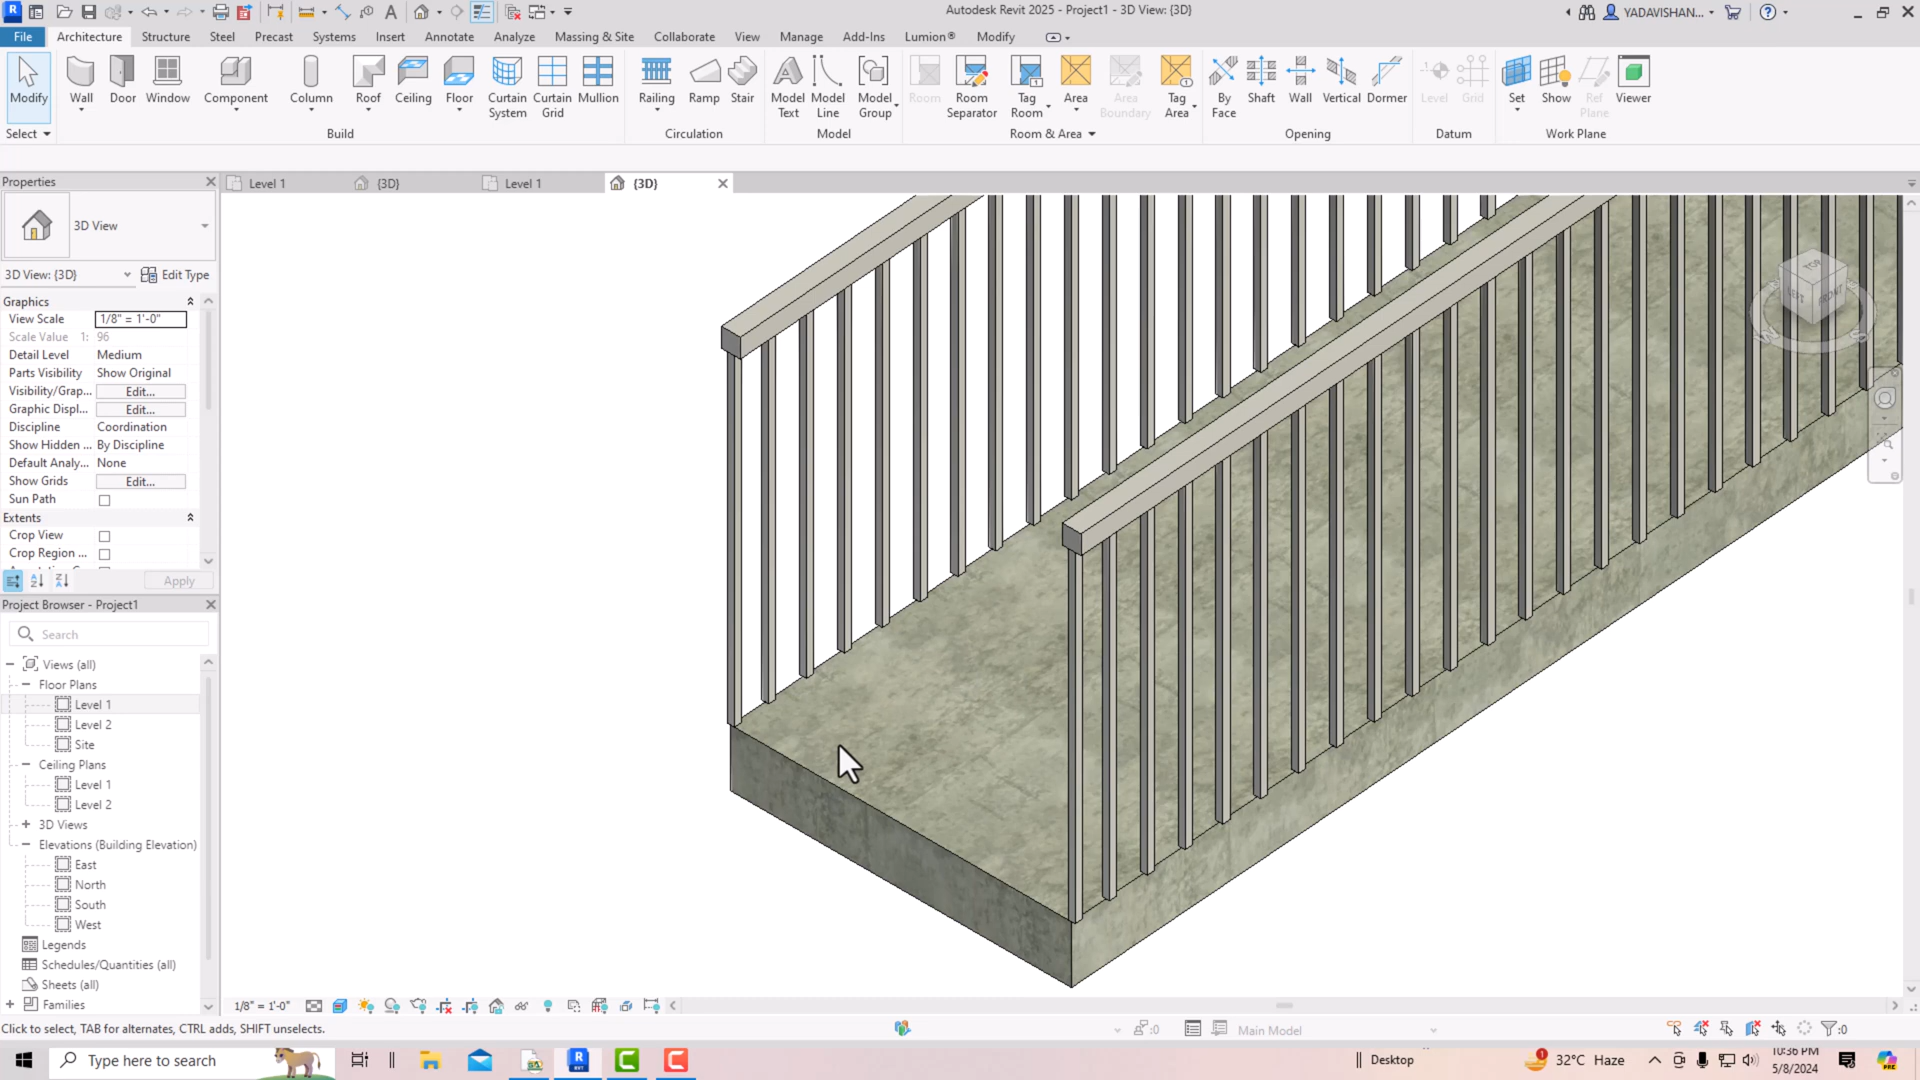 Autodesk Revit 2025 - Project1 - 3D View: {3D}
YADAVISHAN...
File Architecture Structure Steel Precast Systems Insert Annotate Analyze Massing & Site Collaborate View Manage Add-Ins Lumion® Modify
Modify Wall Door Window Component Column Roof Ceiling Floor Curtain System Curtain Grid Mullion Railing Ramp Stair Model Text Model Line Model Group Room Room Separator Tag Room Area Area Boundary Tag Area By Face Shaft Wall Vertical Dormer Level Grid Set Show Ref Plane Viewer
Select Build Circulation Model Room & Area Opening Datum Work Plane
Properties
Level 1 {3D} Level 1 {3D}
3D View
3D View: {3D} Edit Type
Graphics
View Scale 1/8" = 1'-0"
Scale Value 1: 96
Detail Level Medium
Parts Visibility Show Original
Visibility/Grap... Edit...
Graphic Displ... Edit...
Discipline Coordination
Show Hidden ... By Discipline
Default Analy... None
Show Grids Edit...
Sun Path
Extents
Crop View
Crop Region ...
Apply
Project Browser - Project1
Search
Views (all)
Floor Plans
Level 1
Level 2
Site
Ceiling Plans
Level 1
Level 2
3D Views
Elevations (Building Elevation)
East
North
South
West
Legends
Schedules/Quantities (all)
Sheets (all)
Families
TOP
LEFT FRONT
1/8" = 1'-0"
Click to select, TAB for alternates, CTRL adds, SHIFT unselects.
:0 Main Model :0
Type here to search
Desktop
1
32°C Haze
10:36 PM
5/8/2024